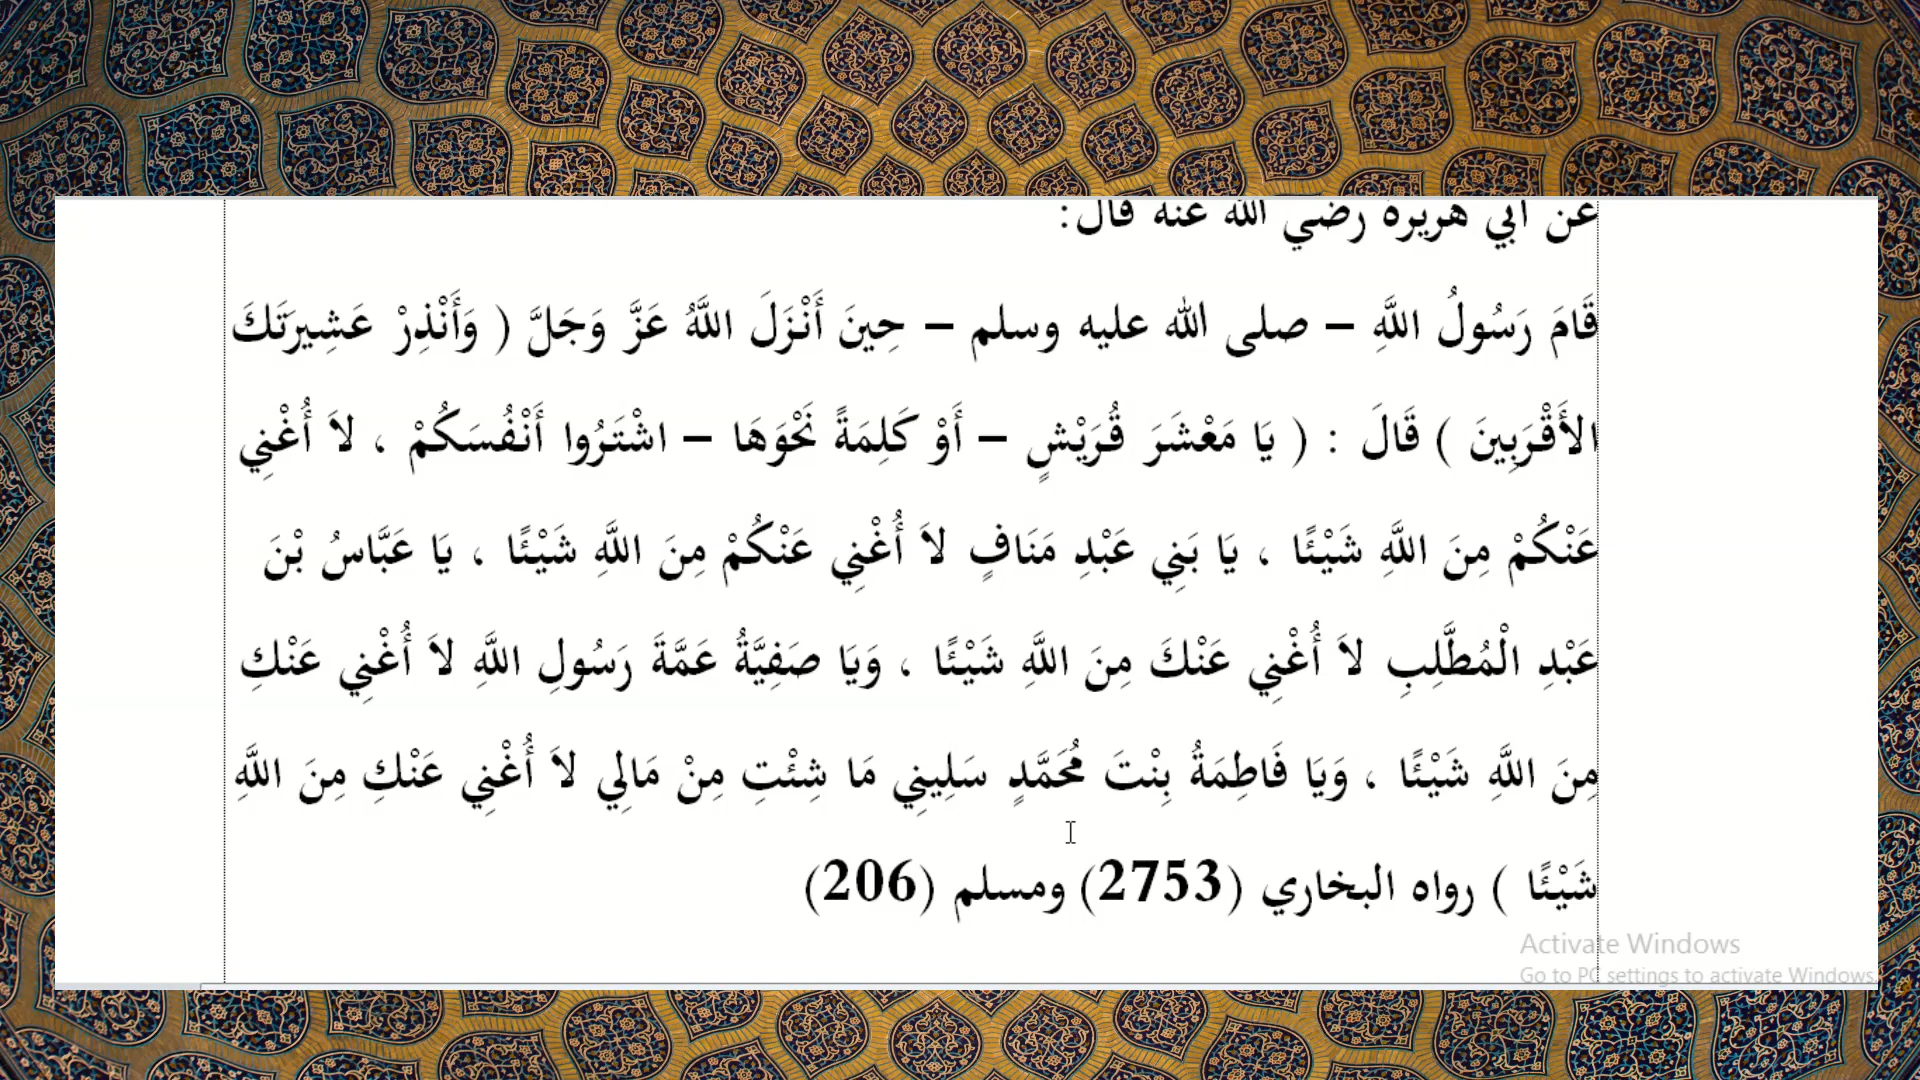 عن أبي هريرة رضي الله عنه قال:
قَامَ رَسُولُ اللَّهِ – صلى الله عليه وسلم – حِينَ أَنْزَلَ اللَّهُ عَزَّ وَجَلَّ ( وَأَنْذِرْ عَشِيرَتَكَ
الأَقْرَبِينَ ) قَالَ : ( يَا مَعْشَرَ قُرَيْشٍ – أَوْ كَلِمَةً نَحْوَهَا – اشْتَرُوا أَنْفُسَكُمْ ، لاَ أُغْنِي
عَنْكُمْ مِنَ اللَّهِ شَيْئًا ، يَا بَنِي عَبْدِ مَنَافٍ لاَ أُغْنِي عَنْكُمْ مِنَ اللَّهِ شَيْئًا ، يَا عَبَّاسُ بْنَ
عَبْدِ الْمُطَّلِبِ لاَ أُغْنِي عَنْكَ مِنَ اللَّهِ شَيْئًا ، وَيَا صَفِيَّةُ عَمَّةَ رَسُولِ اللَّهِ لاَ أُغْنِي عَنْكِ
مِنَ اللَّهِ شَيْئًا ، وَيَا فَاطِمَةُ بِنْتَ مُحَمَّدٍ سَلِينِي مَا شِئْتِ مِنْ مَالِي لاَ أُغْنِي عَنْكِ مِنَ اللَّهِ
شَيْئًا ) رواه البخاري (2753) ومسلم (206)
Activate Windows
Go to PC settings to activate Windows.